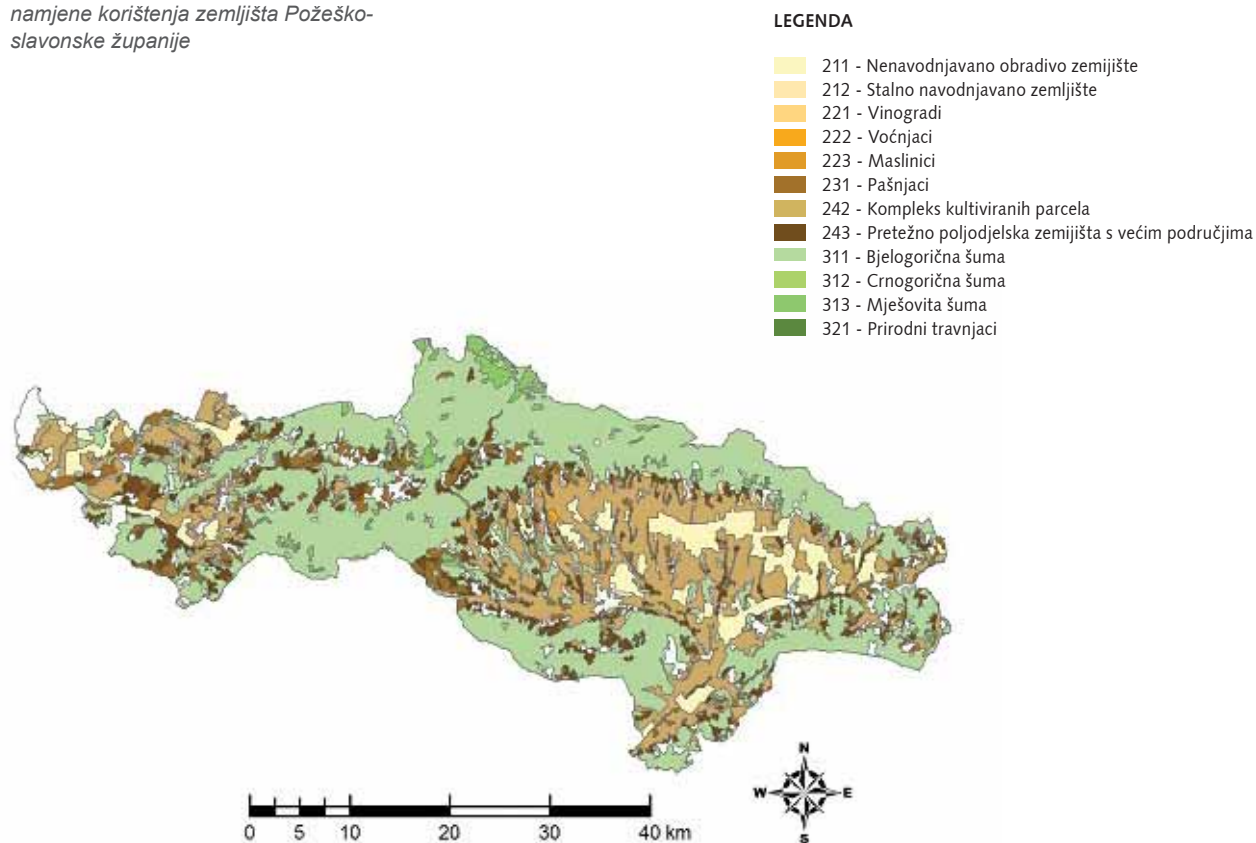 namjene korištenja zemljišta Požeško-
slavonske županije
LEGENDA
211 - Nenavodnjavano obradivo zemijište
212 - Stalno navodnjavano zemljište
221 - Vinogradi
222 - Voćnjaci
223 - Maslinici
231 - Pašnjaci
242 - Kompleks kultiviranih parcela
243 - Pretežno poljodjelska zemijišta s većim područjima
311 - Bjelogorična šuma
312 - Crnogorična šuma
313 - Mješovita šuma
321 - Prirodni travnjaci
N
W E
S
0 5 10 20 30 40 km